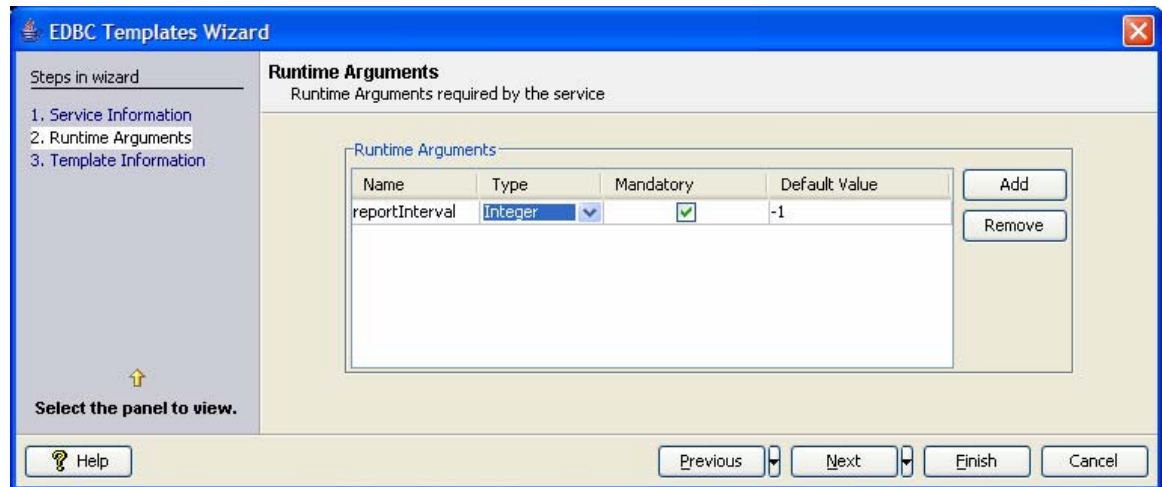 EDBC Templates Wizard
Steps in wizard
1. Service Information
2. Runtime Arguments
3. Template Information
Select the panel to view.
Runtime Arguments
Runtime Arguments required by the service
Runtime Arguments
Name Type Mandatory Default Value
reportInterval Integer -1
Add
Remove
Help Previous Next Finish Cancel